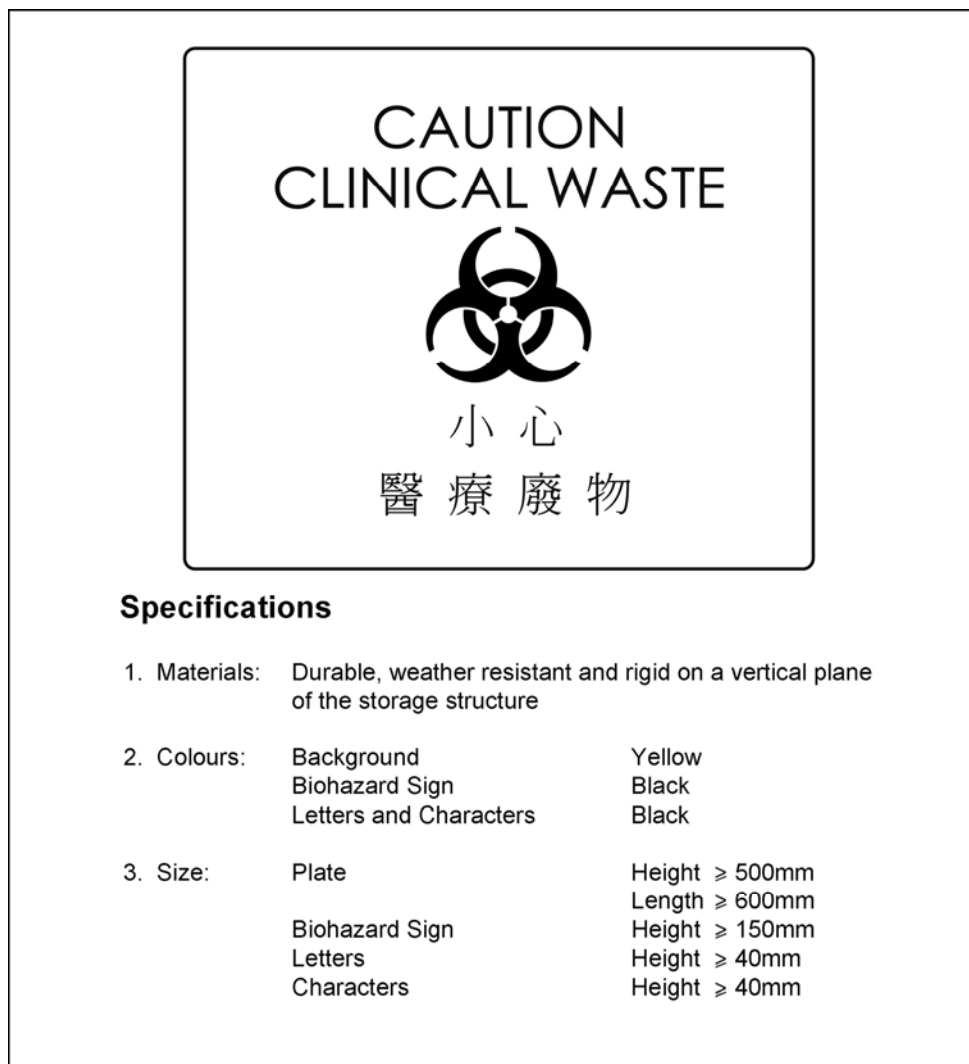 CAUTION
CLINICAL WASTE
小心
醫療廢物
Specifications
1. Materials: Durable, weather resistant and rigid on a vertical plane
of the storage structure
2. Colours: Background Yellow
Biohazard Sign Black
Letters and Characters Black
3. Size: Plate Height ⩾ 500mm
Length ⩾ 600mm
Biohazard Sign Height ⩾ 150mm
Letters Height ⩾ 40mm
Characters Height ⩾ 40mm